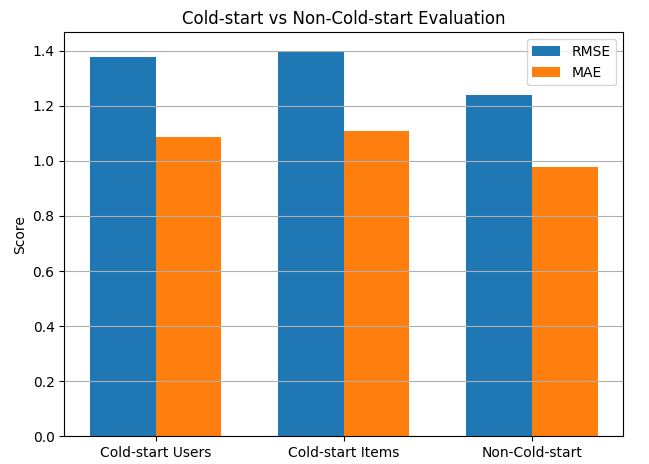 Cold-start vs Non-Cold-start Evaluation
RMSE
MAE
Score
1.4
1.2
1.0
0.8
0.6
0.4
0.2
0.0
Cold-start Users
Cold-start Items
Non-Cold-start